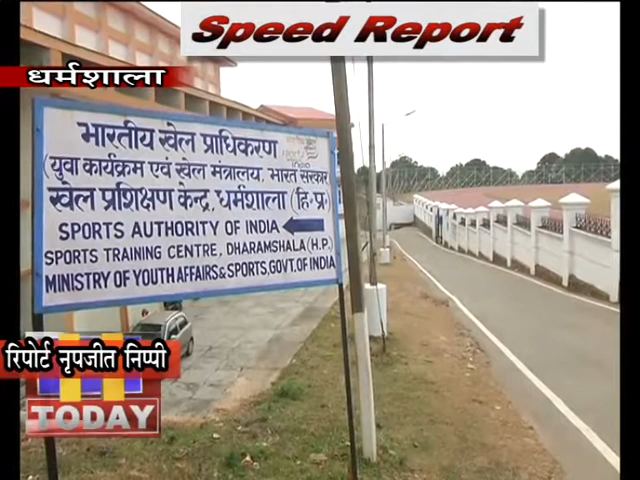 Speed Report
धर्मशाला
भारतीय खेल प्राधिकरण
(युवा कार्यक्रम एवं खेल मंत्रालय, भारत सरकार
खेल प्रशिक्षण केन्द्र, धर्मशाला (हि॰प्र॰)
SPORTS AUTHORITY OF INDIA
SPORTS TRAINING CENTRE, DHARAMSHALA (H.P.)
MINISTRY OF YOUTH AFFAIRS & SPORTS, GOVT. OF INDIA
रिपोर्ट नृपजीत निप्पी
TODAY